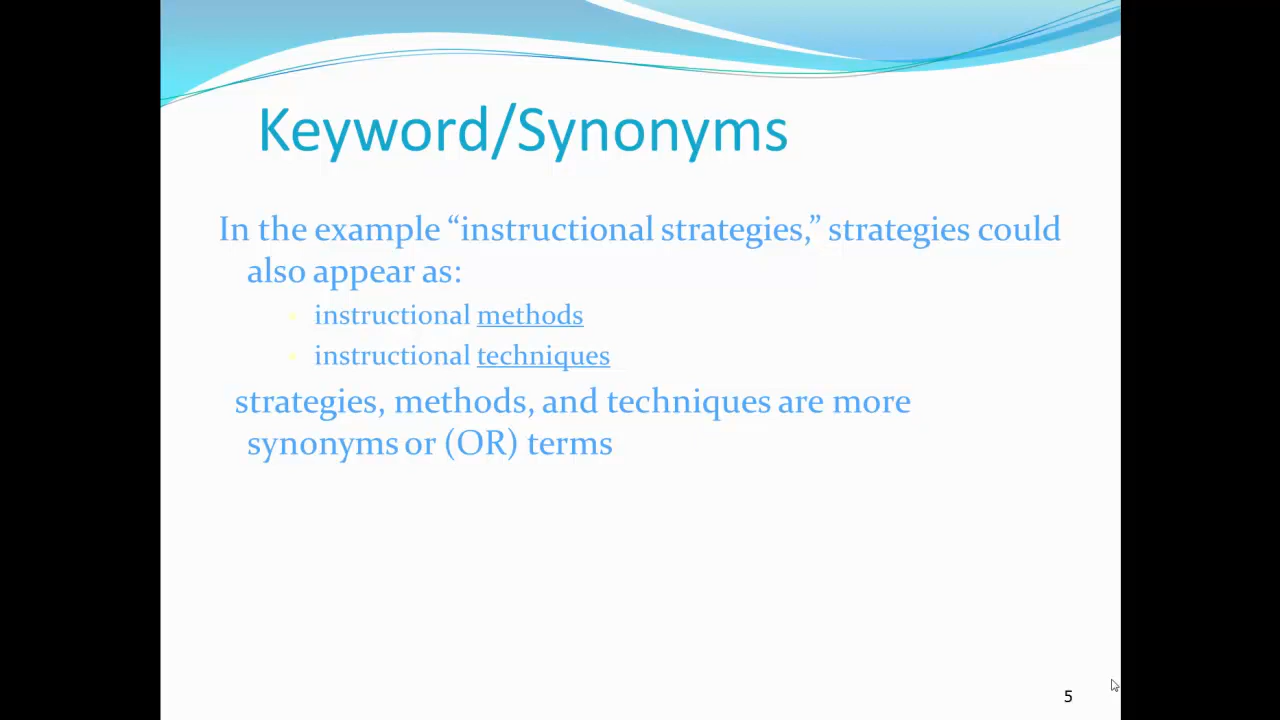 Keyword/Synonyms
In the example “instructional strategies,” strategies could
also appear as:
instructional methods
instructional techniques
strategies, methods, and techniques are more
synonyms or (OR) terms
5